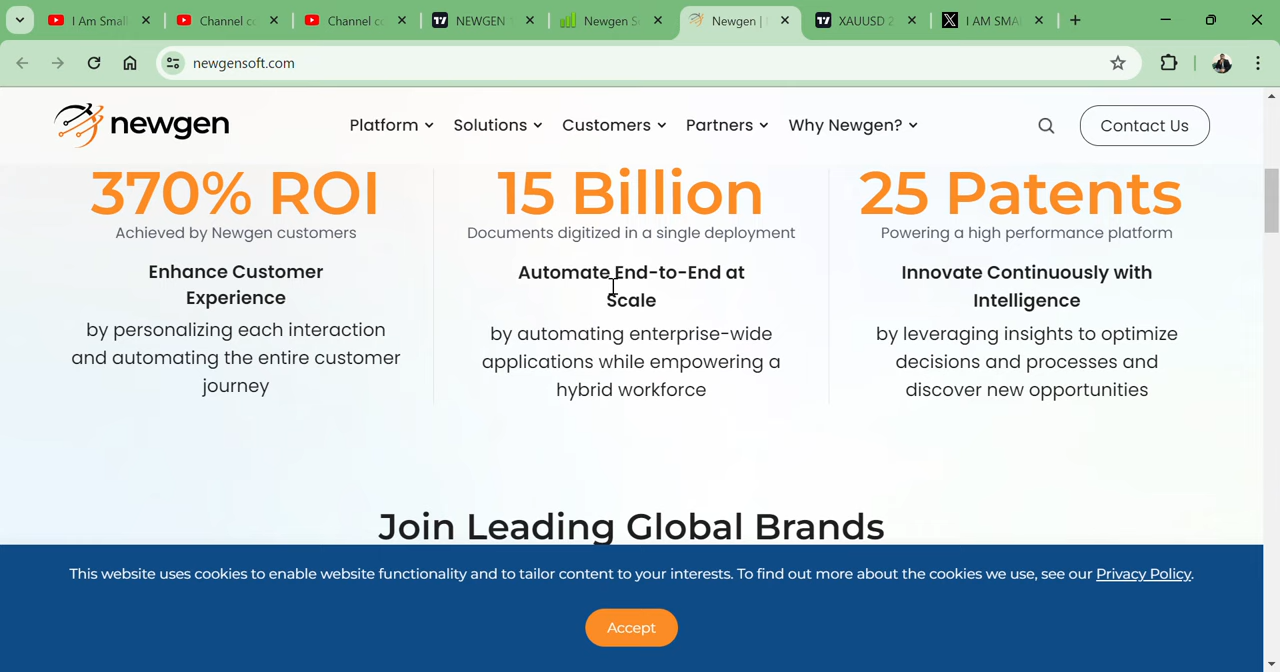 I Am Small
Channel co
Channel co
NEWGEN
Newgen S
Newgen |
XAUUSD 2
I AM SMA
newgensoft.com
newgen
Platform
Solutions
Customers
Partners
Why Newgen?
Contact Us
370% ROI
Achieved by Newgen customers
Enhance Customer
Experience
by personalizing each interaction
and automating the entire customer
journey
15 Billion
Documents digitized in a single deployment
Automate End-to-End at
Scale
by automating enterprise-wide
applications while empowering a
hybrid workforce
25 Patents
Powering a high performance platform
Innovate Continuously with
Intelligence
by leveraging insights to optimize
decisions and processes and
discover new opportunities
Join Leading Global Brands
This website uses cookies to enable website functionality and to tailor content to your interests. To find out more about the cookies we use, see our Privacy Policy.
Accept